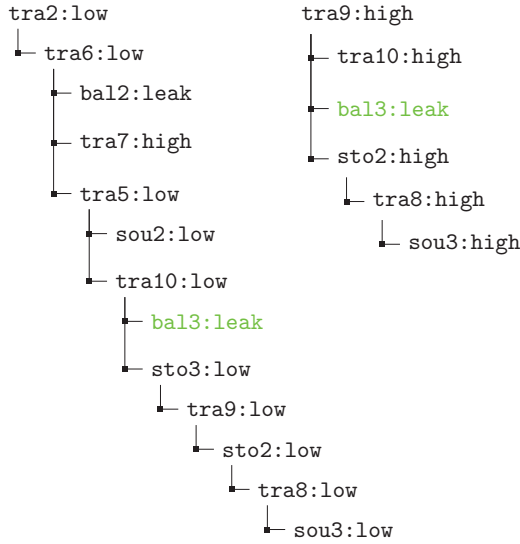 tra2:low
tra6:low
bal2:leak
tra7:high
tra5:low
sou2:low
tra10:low
bal3:leak
sto3:low
tra9:low
sto2:low
tra8:low
sou3:low
tra9:high
tra10:high
bal3:leak
sto2:high
tra8:high
sou3:high